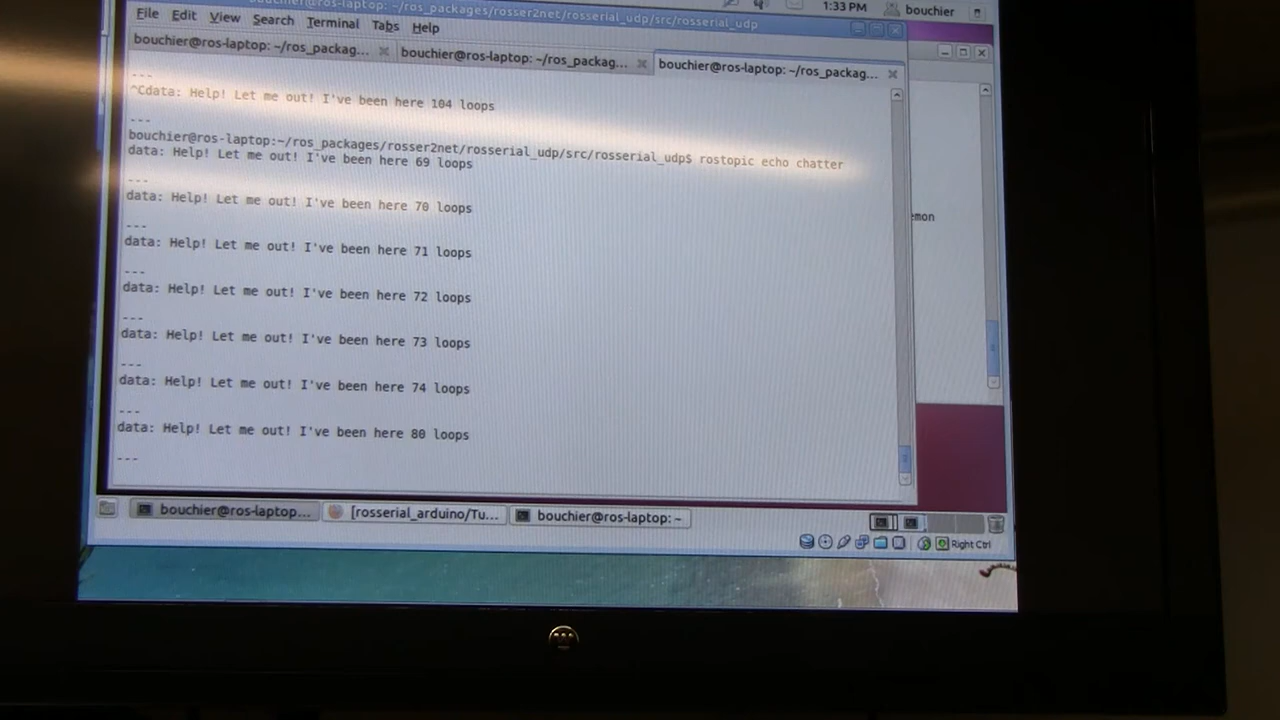 bouchier@ros-laptop: ~/ros_packages/rosser2net/rosserial_udp/src/rosserial_udp
1:33 PM bouchier
File Edit View Search Terminal Tabs Help
bouchier@ros-laptop: ~/ros_packag... bouchier@ros-laptop: ~/ros_packag... bouchier@ros-laptop: ~/ros_packag...
---
^Cdata: Help! Let me out! I've been here 104 loops
---
bouchier@ros-laptop:~/ros_packages/rosser2net/rosserial_udp/src/rosserial_udp$ rostopic echo chatter
data: Help! Let me out! I've been here 69 loops
---
data: Help! Let me out! I've been here 70 loops
---
data: Help! Let me out! I've been here 71 loops
---
data: Help! Let me out! I've been here 72 loops
---
data: Help! Let me out! I've been here 73 loops
---
data: Help! Let me out! I've been here 74 loops
---
data: Help! Let me out! I've been here 80 loops
---
bouchier@ros-laptop... [rosserial_arduino/Tu... bouchier@ros-laptop: ~
Right Ctrl